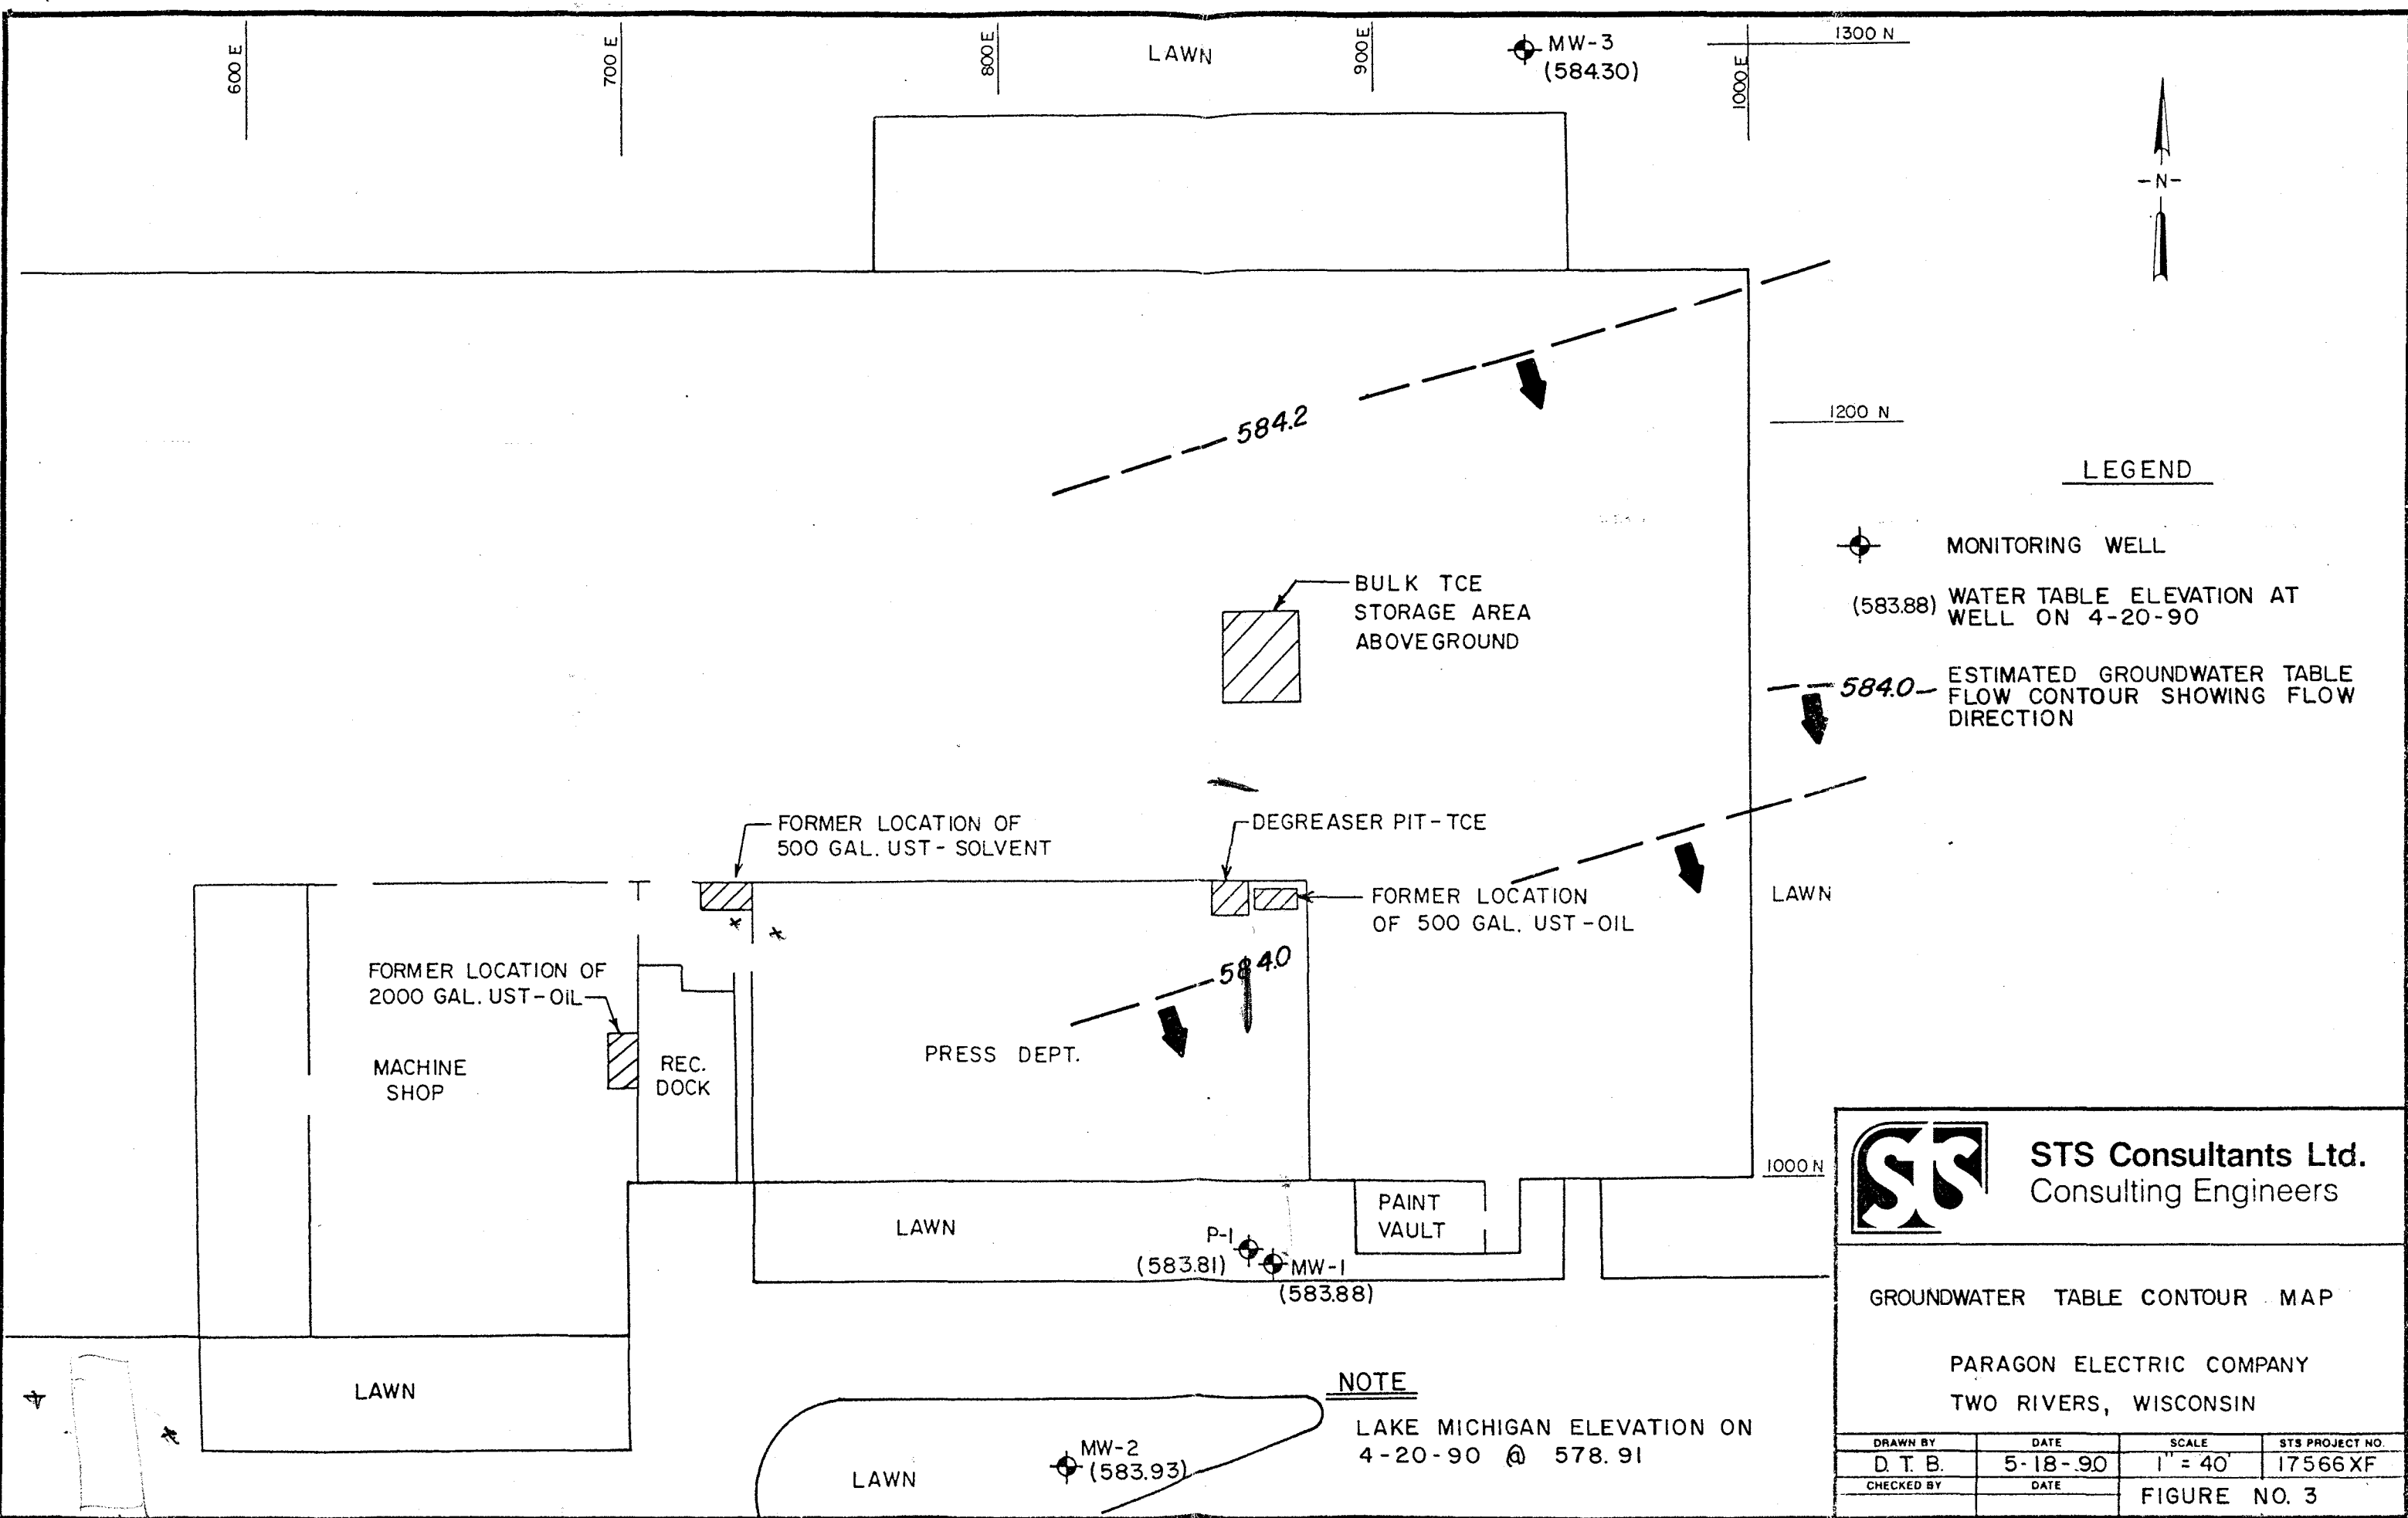 600 E
700 E
800 E
LAWN
900 E
MW-3
(584.30)
1000 E
1300 N
-N-
1200 N
584.2
LEGEND
MONITORING WELL
(583.88) WATER TABLE ELEVATION AT
WELL ON 4-20-90
584.0 ESTIMATED GROUNDWATER TABLE
FLOW CONTOUR SHOWING FLOW
DIRECTION
BULK TCE
STORAGE AREA
ABOVEGROUND
FORMER LOCATION OF
500 GAL. UST - SOLVENT
DEGREASER PIT-TCE
FORMER LOCATION
OF 500 GAL. UST-OIL
LAWN
FORMER LOCATION OF
2000 GAL. UST-OIL
584.0
MACHINE
SHOP
REC.
DOCK
PRESS DEPT.
1000 N
LAWN
PAINT
VAULT
P-1
(583.81)
MW-1
(583.88)
LAWN
LAWN
MW-2
(583.93)
NOTE
LAKE MICHIGAN ELEVATION ON
4-20-90 @ 578.91
STS
STS Consultants Ltd.
Consulting Engineers
GROUNDWATER TABLE CONTOUR MAP
PARAGON ELECTRIC COMPANY
TWO RIVERS, WISCONSIN
DRAWN BY DATE SCALE STS PROJECT NO.
D. T. B. 5-18-90 1" = 40' 17566XF
CHECKED BY DATE
FIGURE NO. 3